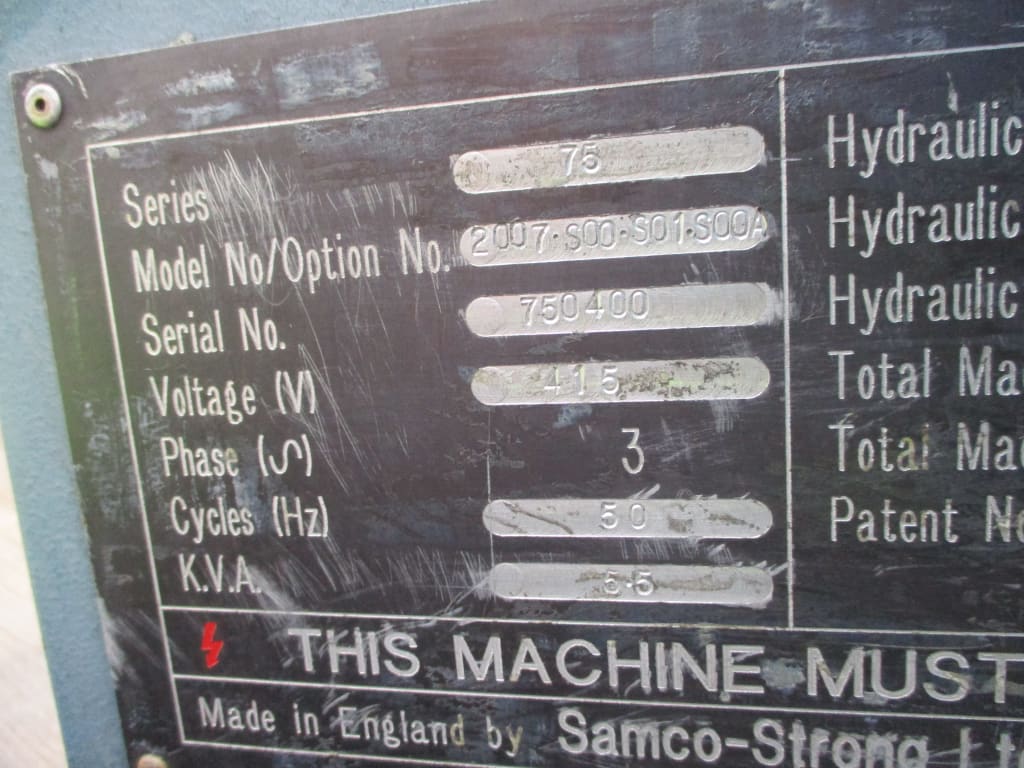 Series 75
Model No/Option No. 2007·S00·S01·S00A
Serial No. 750400
Voltage (V) 415
Phase (∿) 3
Cycles (Hz) 50
K.V.A. 5·5
Hydraulic
Hydraulic
Hydraulic
Total Ma
Total Ma
Patent No
THIS MACHINE MUST
Made in England by Samco-Strong Lt